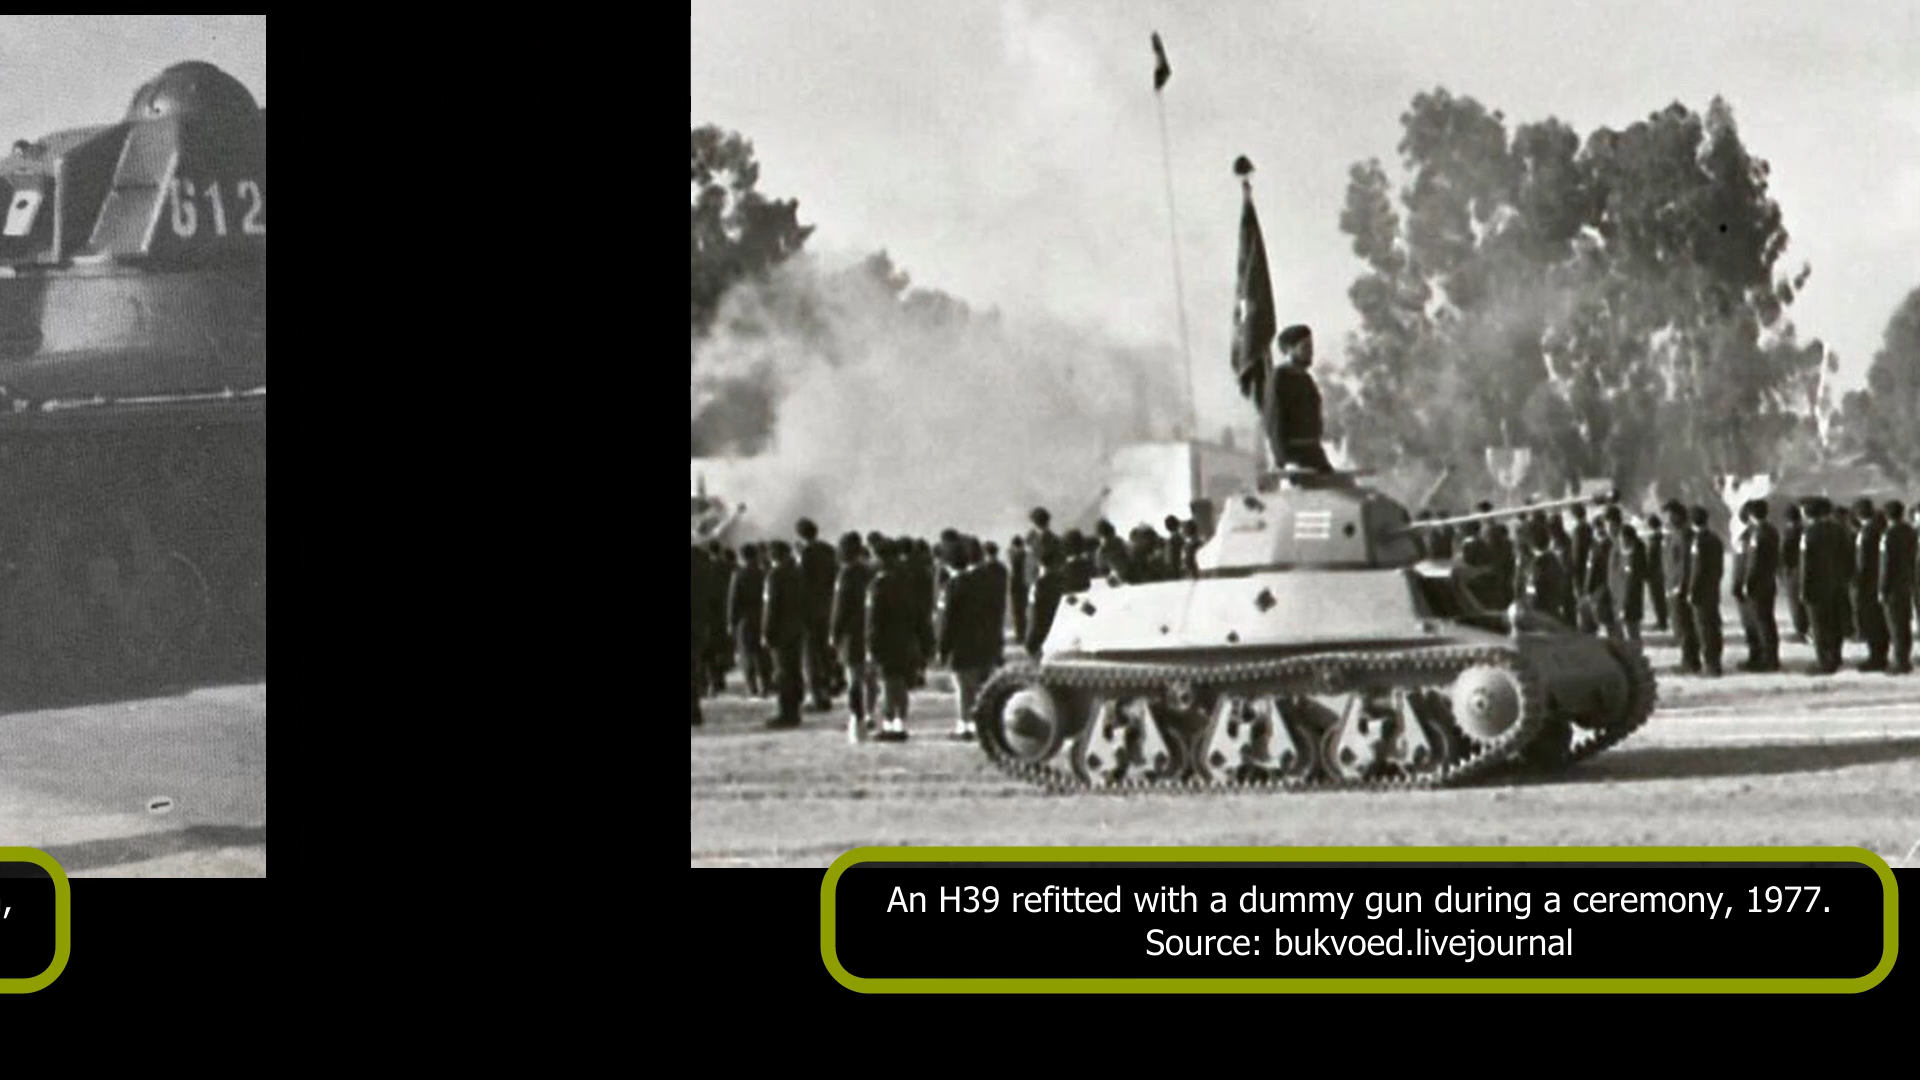 612
,
An H39 refitted with a dummy gun during a ceremony, 1977.
Source: bukvoed.livejournal